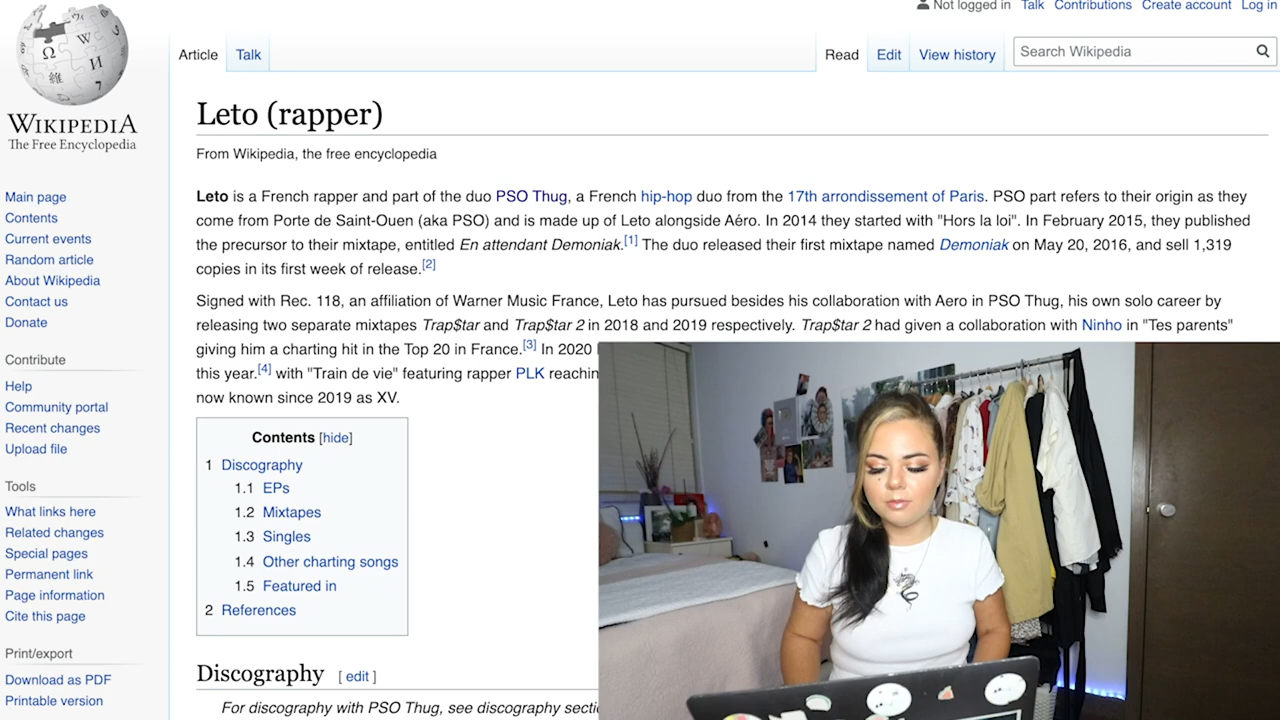 Not logged in Talk Contributions Create account Log in
Article Talk Read Edit View history Search Wikipedia
WIKIPEDIA
The Free Encyclopedia
Main page
Contents
Current events
Random article
About Wikipedia
Contact us
Donate
Contribute
Help
Community portal
Recent changes
Upload file
Tools
What links here
Related changes
Special pages
Permanent link
Page information
Cite this page
Print/export
Download as PDF
Printable version
Leto (rapper)
From Wikipedia, the free encyclopedia
Leto is a French rapper and part of the duo PSO Thug, a French hip-hop duo from the 17th arrondissement of Paris. PSO part refers to their origin as they
come from Porte de Saint-Ouen (aka PSO) and is made up of Leto alongside Aéro. In 2014 they started with "Hors la loi". In February 2015, they published
the precursor to their mixtape, entitled En attendant Demoniak.[1] The duo released their first mixtape named Demoniak on May 20, 2016, and sell 1,319
copies in its first week of release.[2]
Signed with Rec. 118, an affiliation of Warner Music France, Leto has pursued besides his collaboration with Aero in PSO Thug, his own solo career by
releasing two separate mixtapes Trap$tar and Trap$tar 2 in 2018 and 2019 respectively. Trap$tar 2 had given a collaboration with Ninho in "Tes parents"
giving him a charting hit in the Top 20 in France.[3] In 2020
this year.[4] with "Train de vie" featuring rapper PLK reachin
now known since 2019 as XV.
Contents [hide]
1 Discography
1.1 EPs
1.2 Mixtapes
1.3 Singles
1.4 Other charting songs
1.5 Featured in
2 References
Discography [ edit ]
For discography with PSO Thug, see discography secti